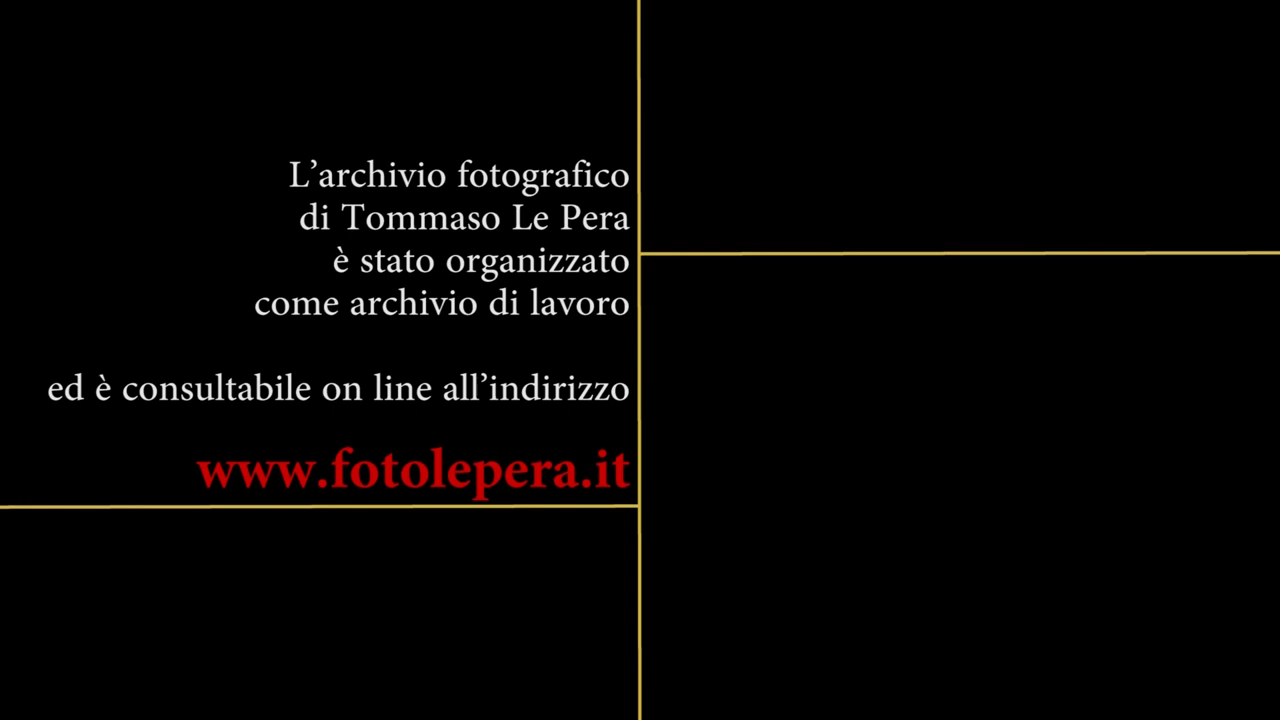 L’archivio fotografico
di Tommaso Le Pera
è stato organizzato
come archivio di lavoro
ed è consultabile on line all’indirizzo
www.fotolepera.it